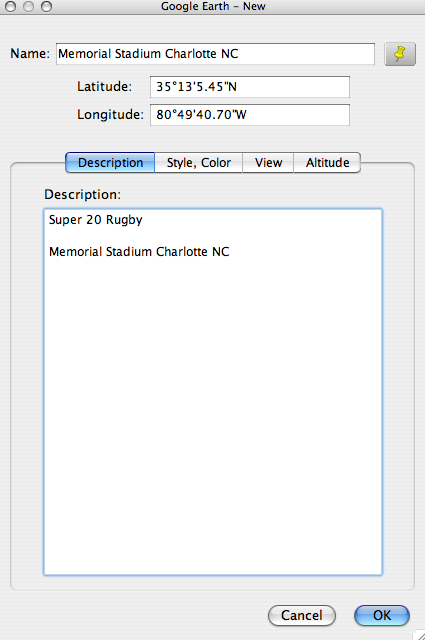 Google Earth - New
Name: Memorial Stadium Charlotte NC
Latitude: 35°13'5.45"N
Longitude: 80°49'40.70"W
Description Style, Color View Altitude
Description:
Super 20 Rugby
Memorial Stadium Charlotte NC
Cancel OK